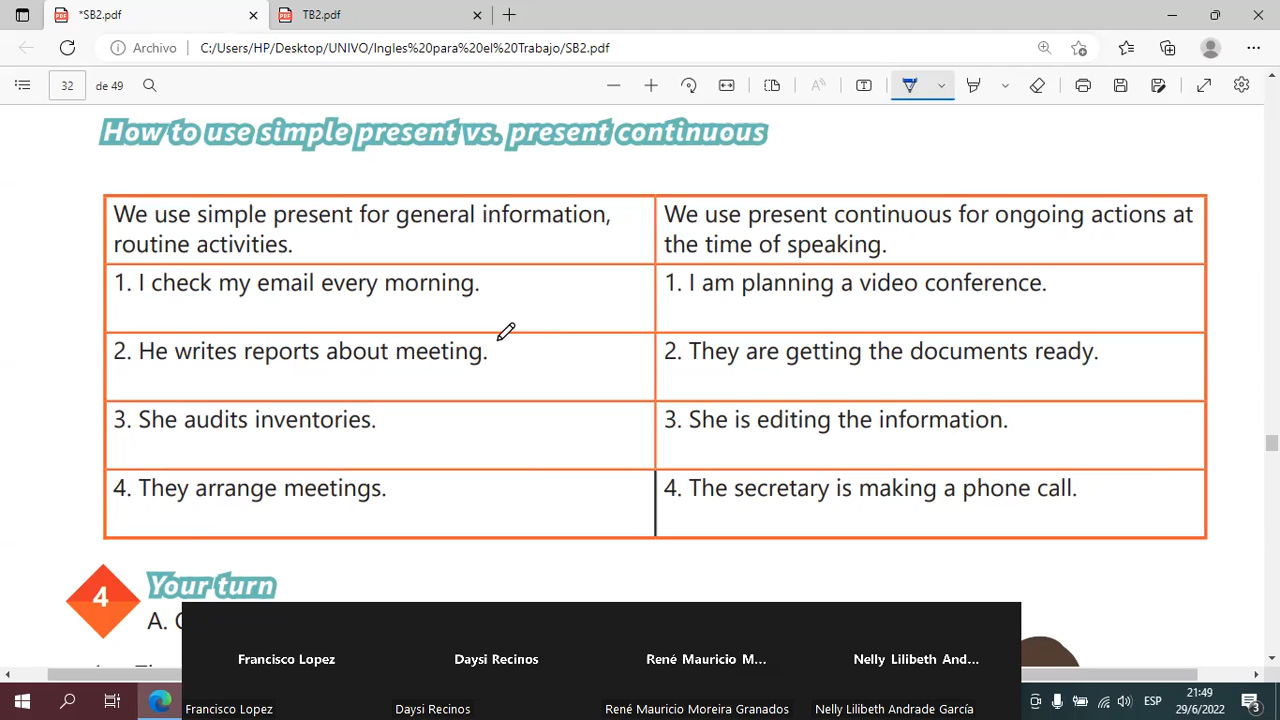 *SB2.pdf
TB2.pdf
Archivo
C:/Users/HP/Desktop/UNIVO/Ingles%20para%20el%20Trabajo/SB2.pdf
32
de 49
How to use simple present vs. present continuous
We use simple present for general information,
routine activities.
We use present continuous for ongoing actions at
the time of speaking.
1. I check my email every morning.
1. I am planning a video conference.
2. He writes reports about meeting.
2. They are getting the documents ready.
3. She audits inventories.
3. She is editing the information.
4. They arrange meetings.
4. The secretary is making a phone call.
4
Your turn
A.
Francisco Lopez
Daysi Recinos
René Mauricio M...
Nelly Lilibeth And...
Francisco Lopez
Daysi Recinos
René Mauricio Moreira Granados
Nelly Lilibeth Andrade García
ESP
21:49
29/6/2022
3